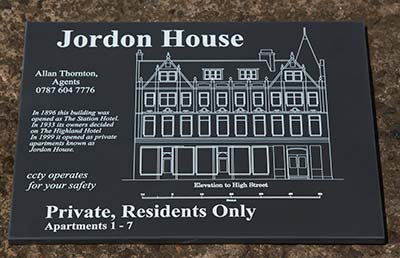 Jordon House
Allan Thornton,
Agents
0787 604 7776
In 1896 this building was
opened as The Station Hotel.
In 1933 its owners decided
on The Highland Hotel
In 1999 it opened as private
apartments known as
Jordon House.
ccty operates
for your safety
Elevation to High Street
Private, Residents Only
Apartments 1 - 7